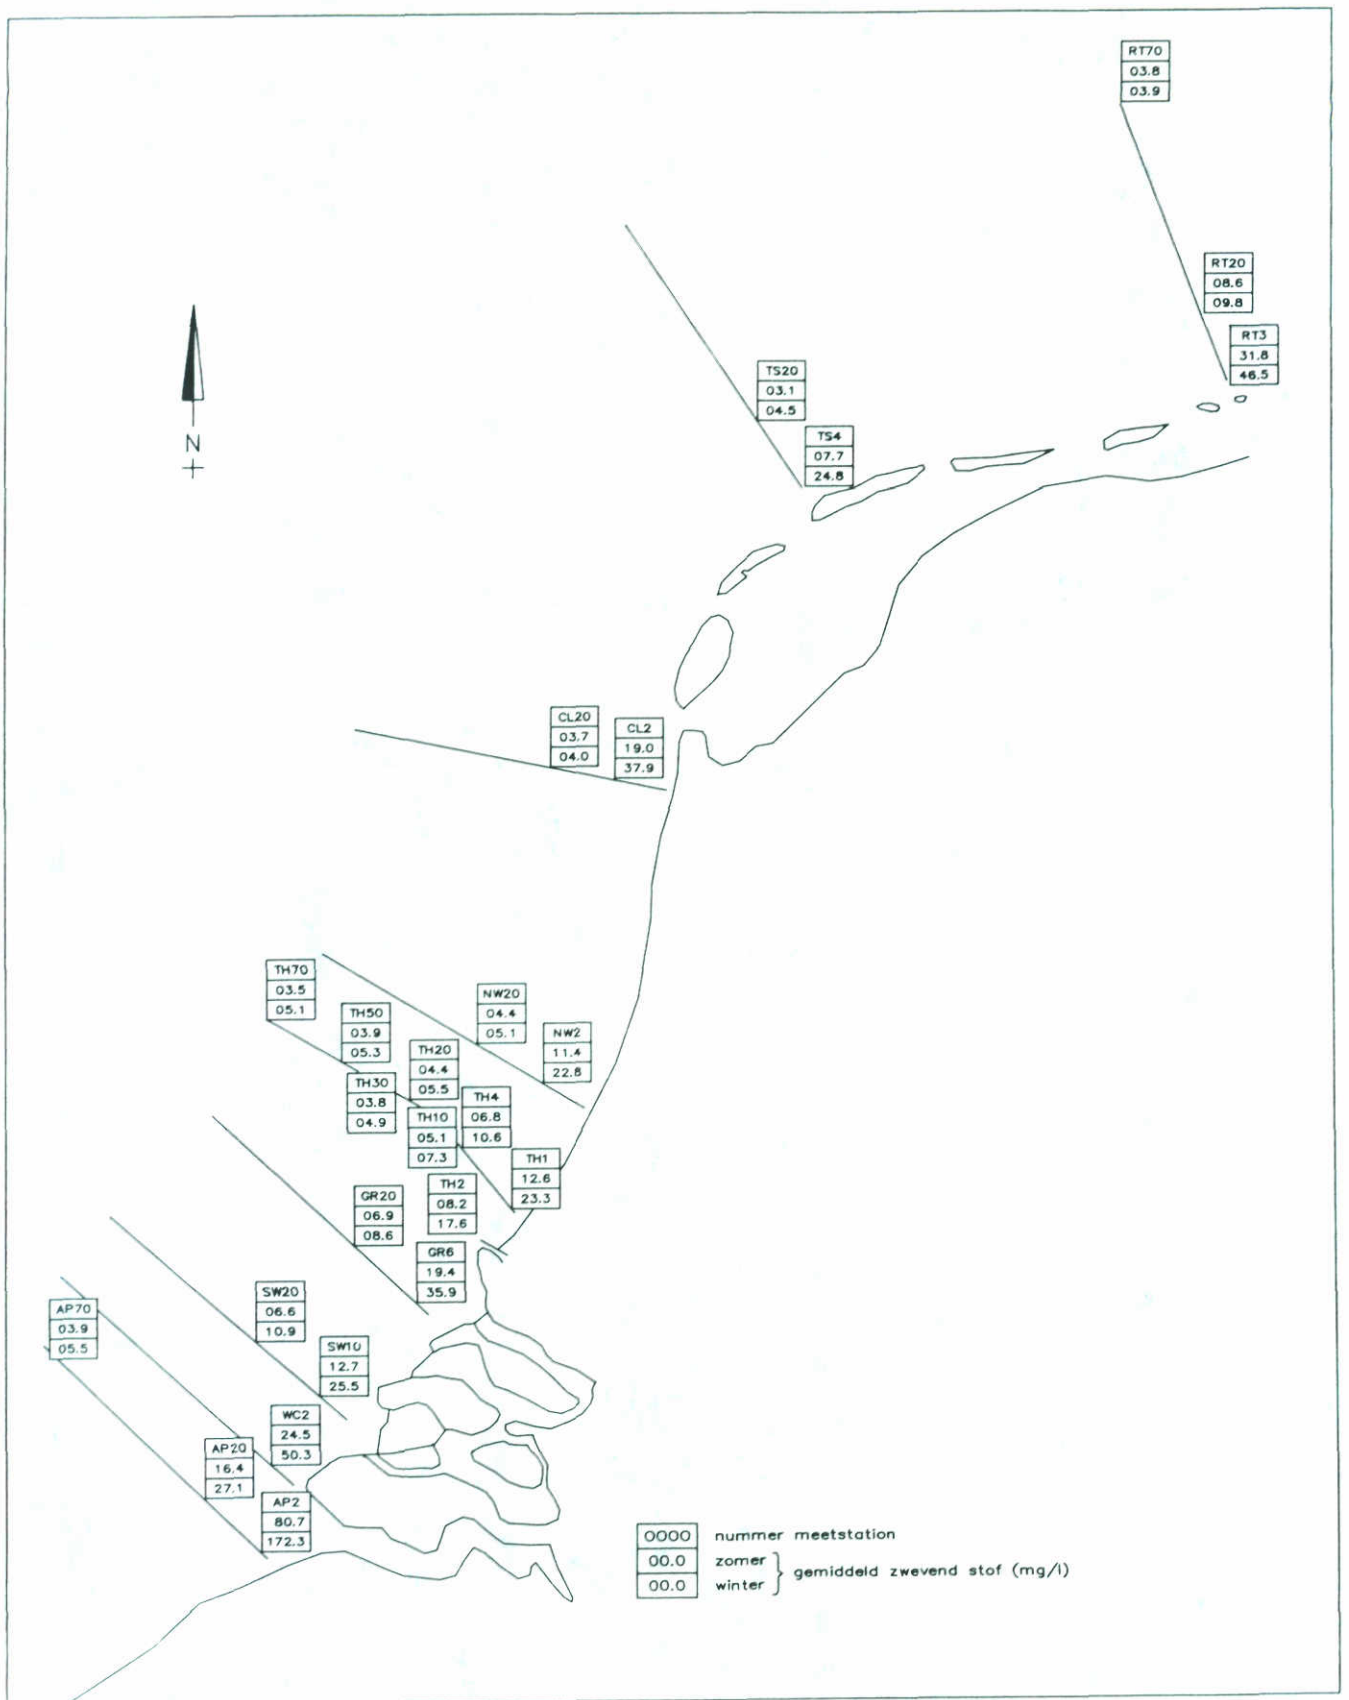 RT70
03.8
03.9
RT20
08.6
09.8
RT3
31.8
46.5
TS20
03.1
04.5
TS4
07.7
24.8
N
CL20
03.7
04.0
CL2
19.0
37.9
TH70
03.5
05.1
NW20
04.4
05.1
TH50
03.9
05.3
NW2
11.4
22.8
TH20
04.4
05.5
TH30
03.8
04.9
TH4
06.8
10.6
TH10
05.1
07.3
TH1
12.6
23.3
TH2
08.2
17.6
GR20
06.9
08.6
GR6
19.4
35.9
SW20
06.6
10.9
AP70
03.9
05.5
SW10
12.7
25.5
WC2
24.5
50.3
AP20
16.4
27.1
AP2
80.7
172.3
0000 nummer meetstation
00.0 zomer
gemiddeld zwevend stof (mg/l)
00.0 winter